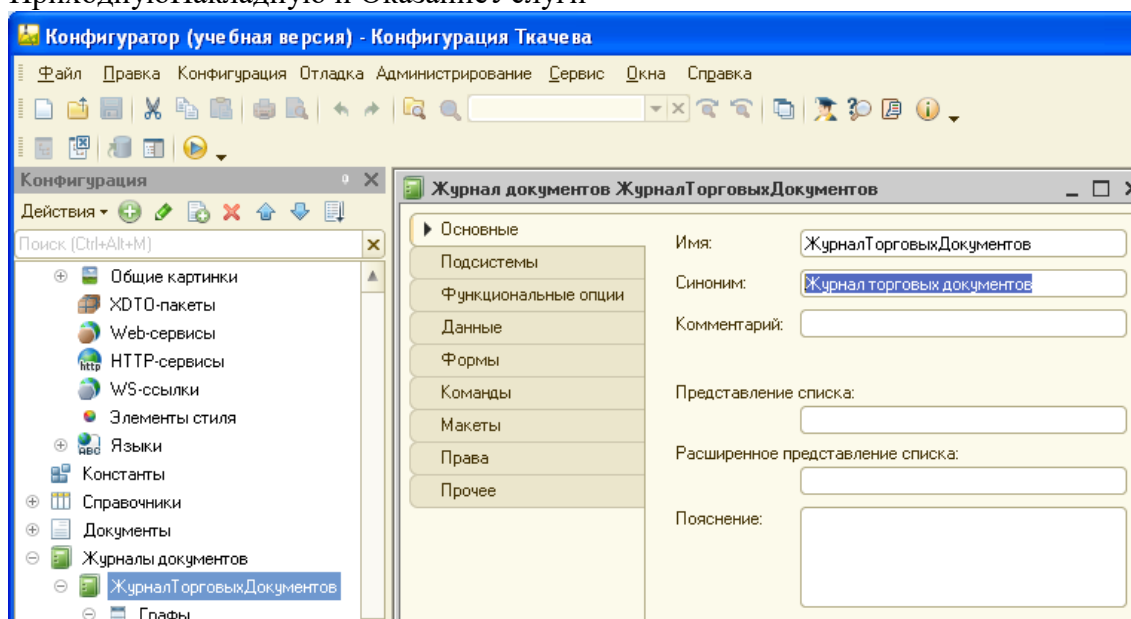 ПриходнуюНакладную и ОказаниеУслуги
Конфигуратор (учебная версия) - Конфигурация Ткачева
Файл Правка Конфигурация Отладка Администрирование Сервис Окна Справка
Конфигурация
Действия
Поиск (Ctrl+Alt+M)
Общие картинки
XDTO-пакеты
Web-сервисы
HTTP-сервисы
WS-ссылки
Элементы стиля
Языки
Константы
Справочники
Документы
Журналы документов
ЖурналТорговыхДокументов
Графы
Журнал документов ЖурналТорговыхДокументов
Основные
Подсистемы
Функциональные опции
Данные
Формы
Команды
Макеты
Права
Прочее
Имя: ЖурналТорговыхДокументов
Синоним: Журнал торговых документов
Комментарий:
Представление списка:
Расширенное представление списка:
Пояснение: